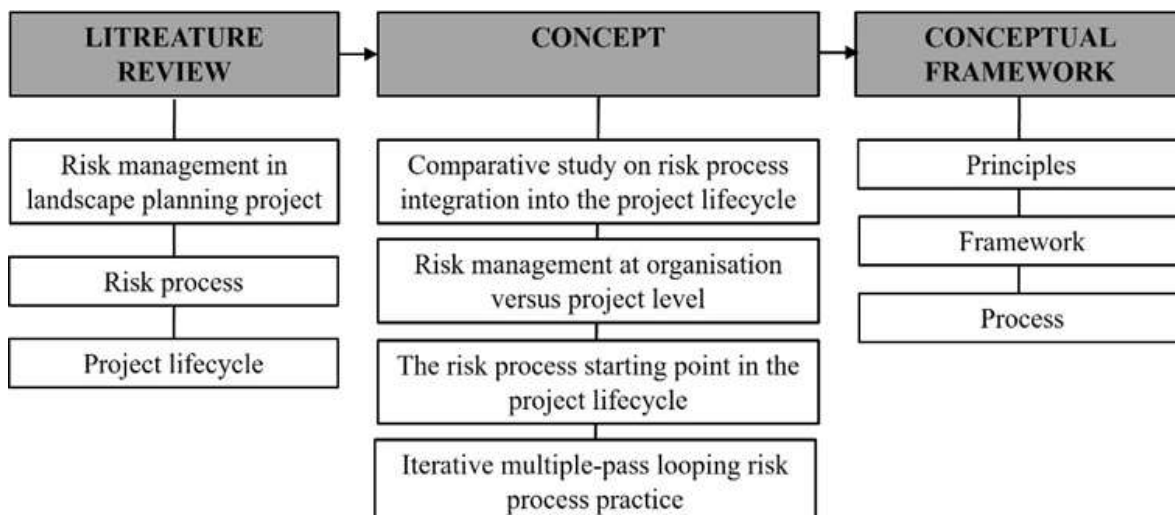 LITREATURE
REVIEW
Risk management in
landscape planning project
Risk process
Project lifecycle
CONCEPT
Comparative study on risk process
integration into the project lifecycle
Risk management at organisation
versus project level
The risk process starting point in the
project lifecycle
Iterative multiple-pass looping risk
process practice
CONCEPTUAL
FRAMEWORK
Principles
Framework
Process